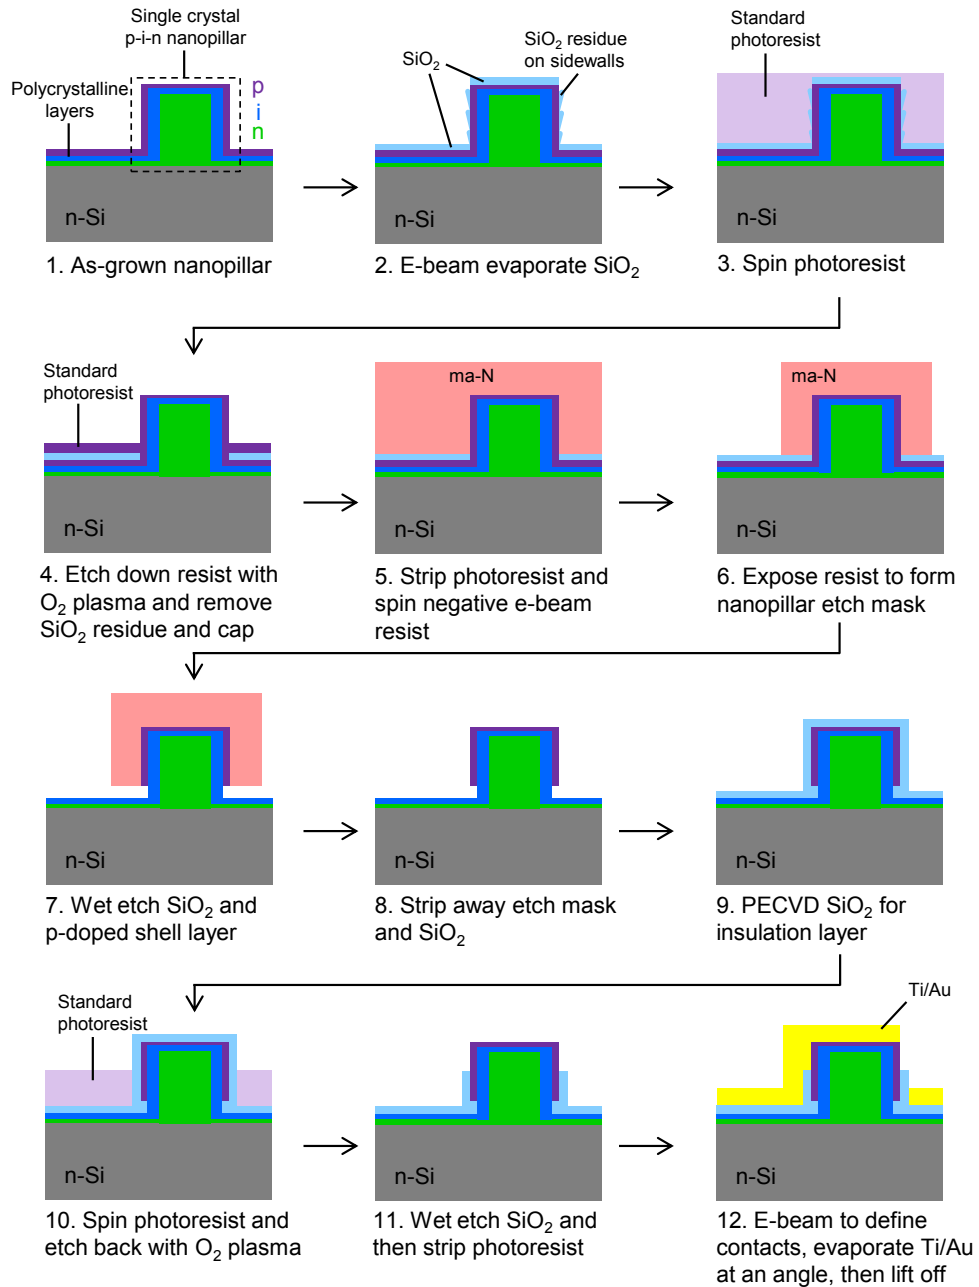 Single crystal
p-i-n nanopillar
Polycrystalline
layers
p
i
n
n-Si
1. As-grown nanopillar
SiO₂
SiO₂ residue
on sidewalls
n-Si
2. E-beam evaporate SiO₂
Standard
photoresist
n-Si
3. Spin photoresist
Standard
photoresist
n-Si
4. Etch down resist with
O₂ plasma and remove
SiO₂ residue and cap
ma-N
n-Si
5. Strip photoresist and
spin negative e-beam
resist
ma-N
n-Si
6. Expose resist to form
nanopillar etch mask
n-Si
7. Wet etch SiO₂ and
p-doped shell layer
n-Si
8. Strip away etch mask
and SiO₂
n-Si
9. PECVD SiO₂ for
insulation layer
Standard
photoresist
n-Si
10. Spin photoresist and
etch back with O₂ plasma
n-Si
11. Wet etch SiO₂ and
then strip photoresist
Ti/Au
n-Si
12. E-beam to define
contacts, evaporate Ti/Au
at an angle, then lift off